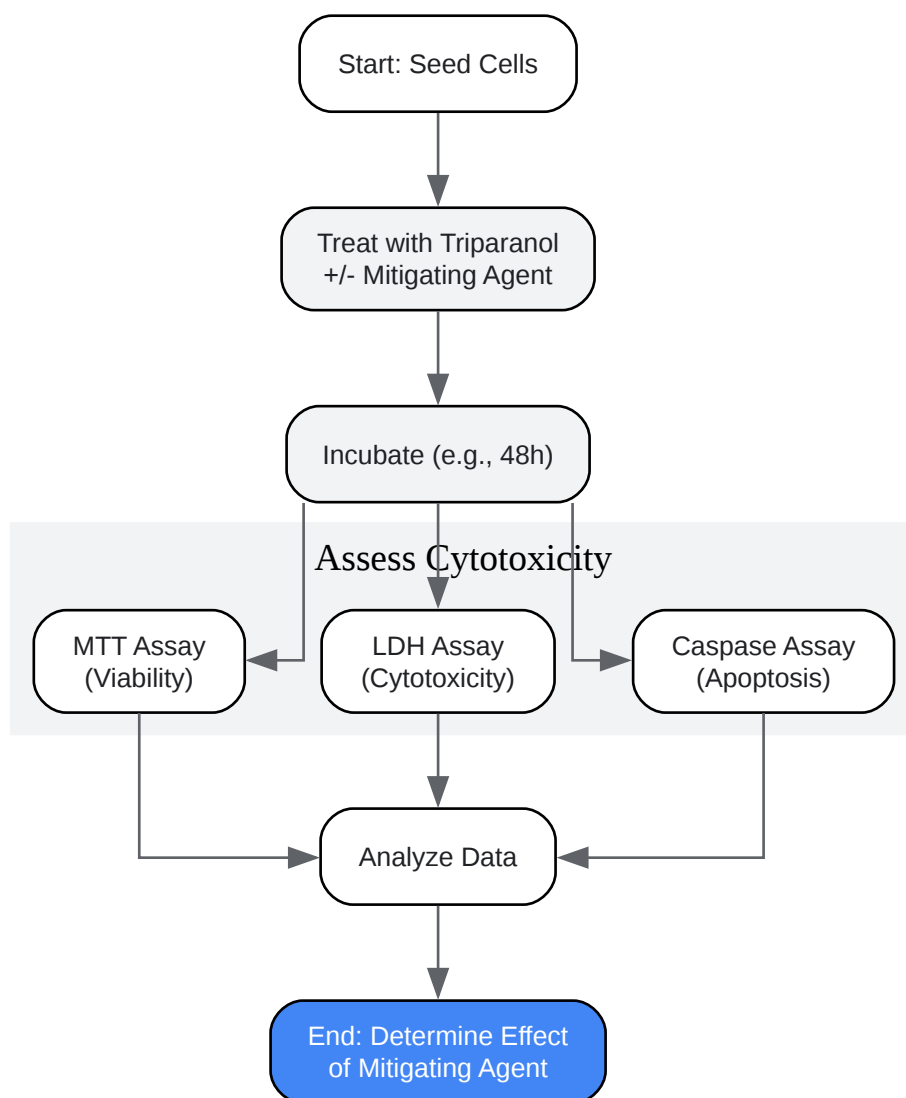 Start: Seed Cells
Treat with Triparanol
+/- Mitigating Agent
Incubate (e.g., 48h)
Assess Cytotoxicity
MTT Assay
(Viability)
LDH Assay
(Cytotoxicity)
Caspase Assay
(Apoptosis)
Analyze Data
End: Determine Effect
of Mitigating Agent